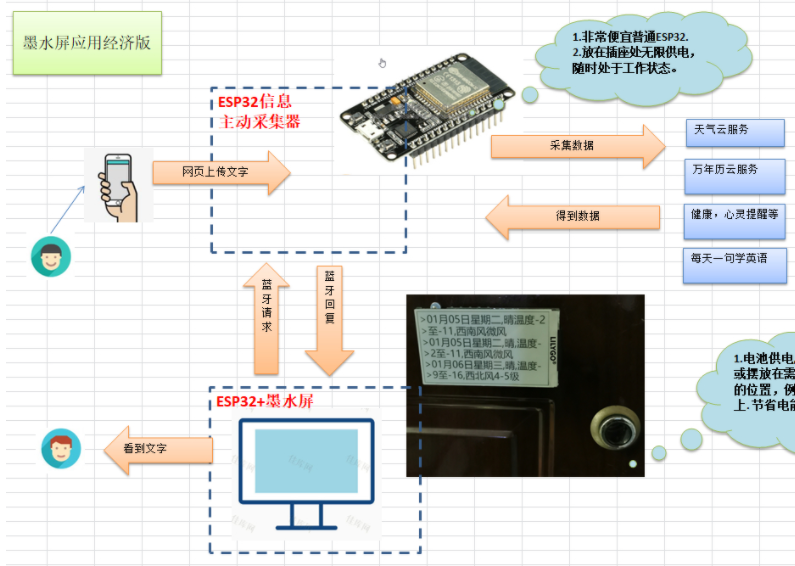 墨水屏应用经济版
1.非常便宜普通ESP32.
2.放在插座处无限供电，
随时处于工作状态。
ESP32信息
主动采集器
网页上传文字
采集数据
得到数据
天气云服务
万年历云服务
健康，心灵提醒等
每天一句学英语
蓝牙请求
蓝牙回复
>01月05日星期二,晴温度-2
>至-11,西南风微风
>01月05日星期二,晴,温度-
>2至-11,西南风微风
>01月06日星期三,晴,温度-
>9至-16,西北风4-5级
LILYGO
1.电池供电
或摆放在需
的位置，例
上.节省电能
ESP32+墨水屏
看到文字